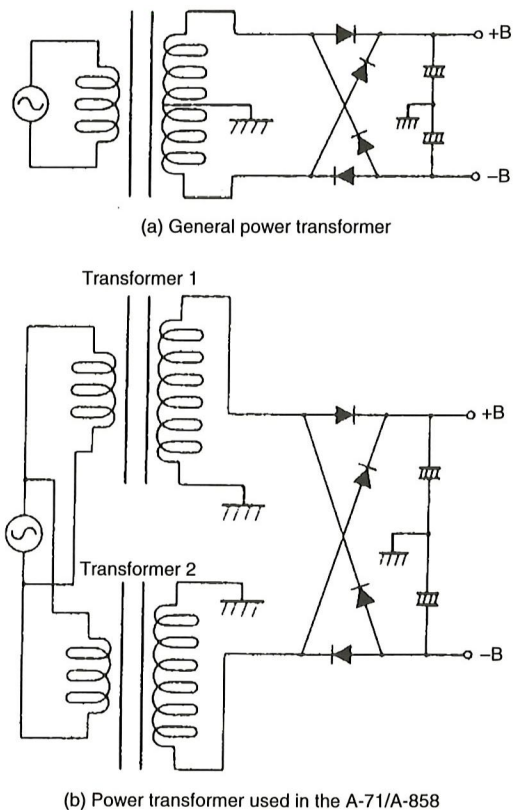 +B
−B
(a) General power transformer
Transformer 1
+B
Transformer 2
−B
(b) Power transformer used in the A-71/A-858